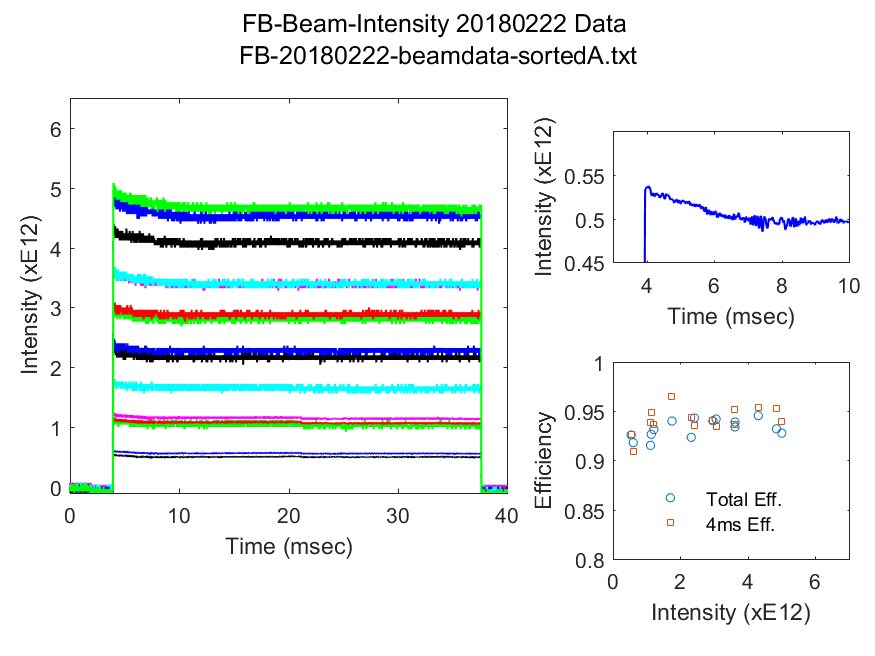 FB-Beam-Intensity 20180222 Data
FB-20180222-beamdata-sortedA.txt
Intensity (xE12)
6
5
4
3
2
1
0
0 10 20 30 40
Time (msec)
Intensity (xE12)
0.55
0.5
0.45
4 6 8 10
Time (msec)
Efficiency
1
0.95
0.9
0.85
0.8
Total Eff.
4ms Eff.
0 2 4 6
Intensity (xE12)